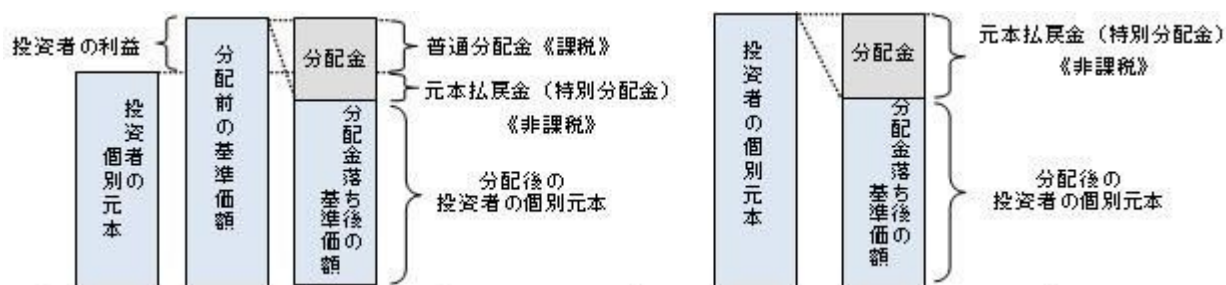 投資者の利益
投資者の
個別元本
分配前の基準価額
分配金
分配金落ち後の
基準価額
普通分配金《課税》
元本払戻金（特別分配金）
《非課税》
分配後の
投資者の個別元本
投資者の個別元本
分配金
分配金落ち後の
基準価額
元本払戻金（特別分配金）
《非課税》
分配後の
投資者の個別元本